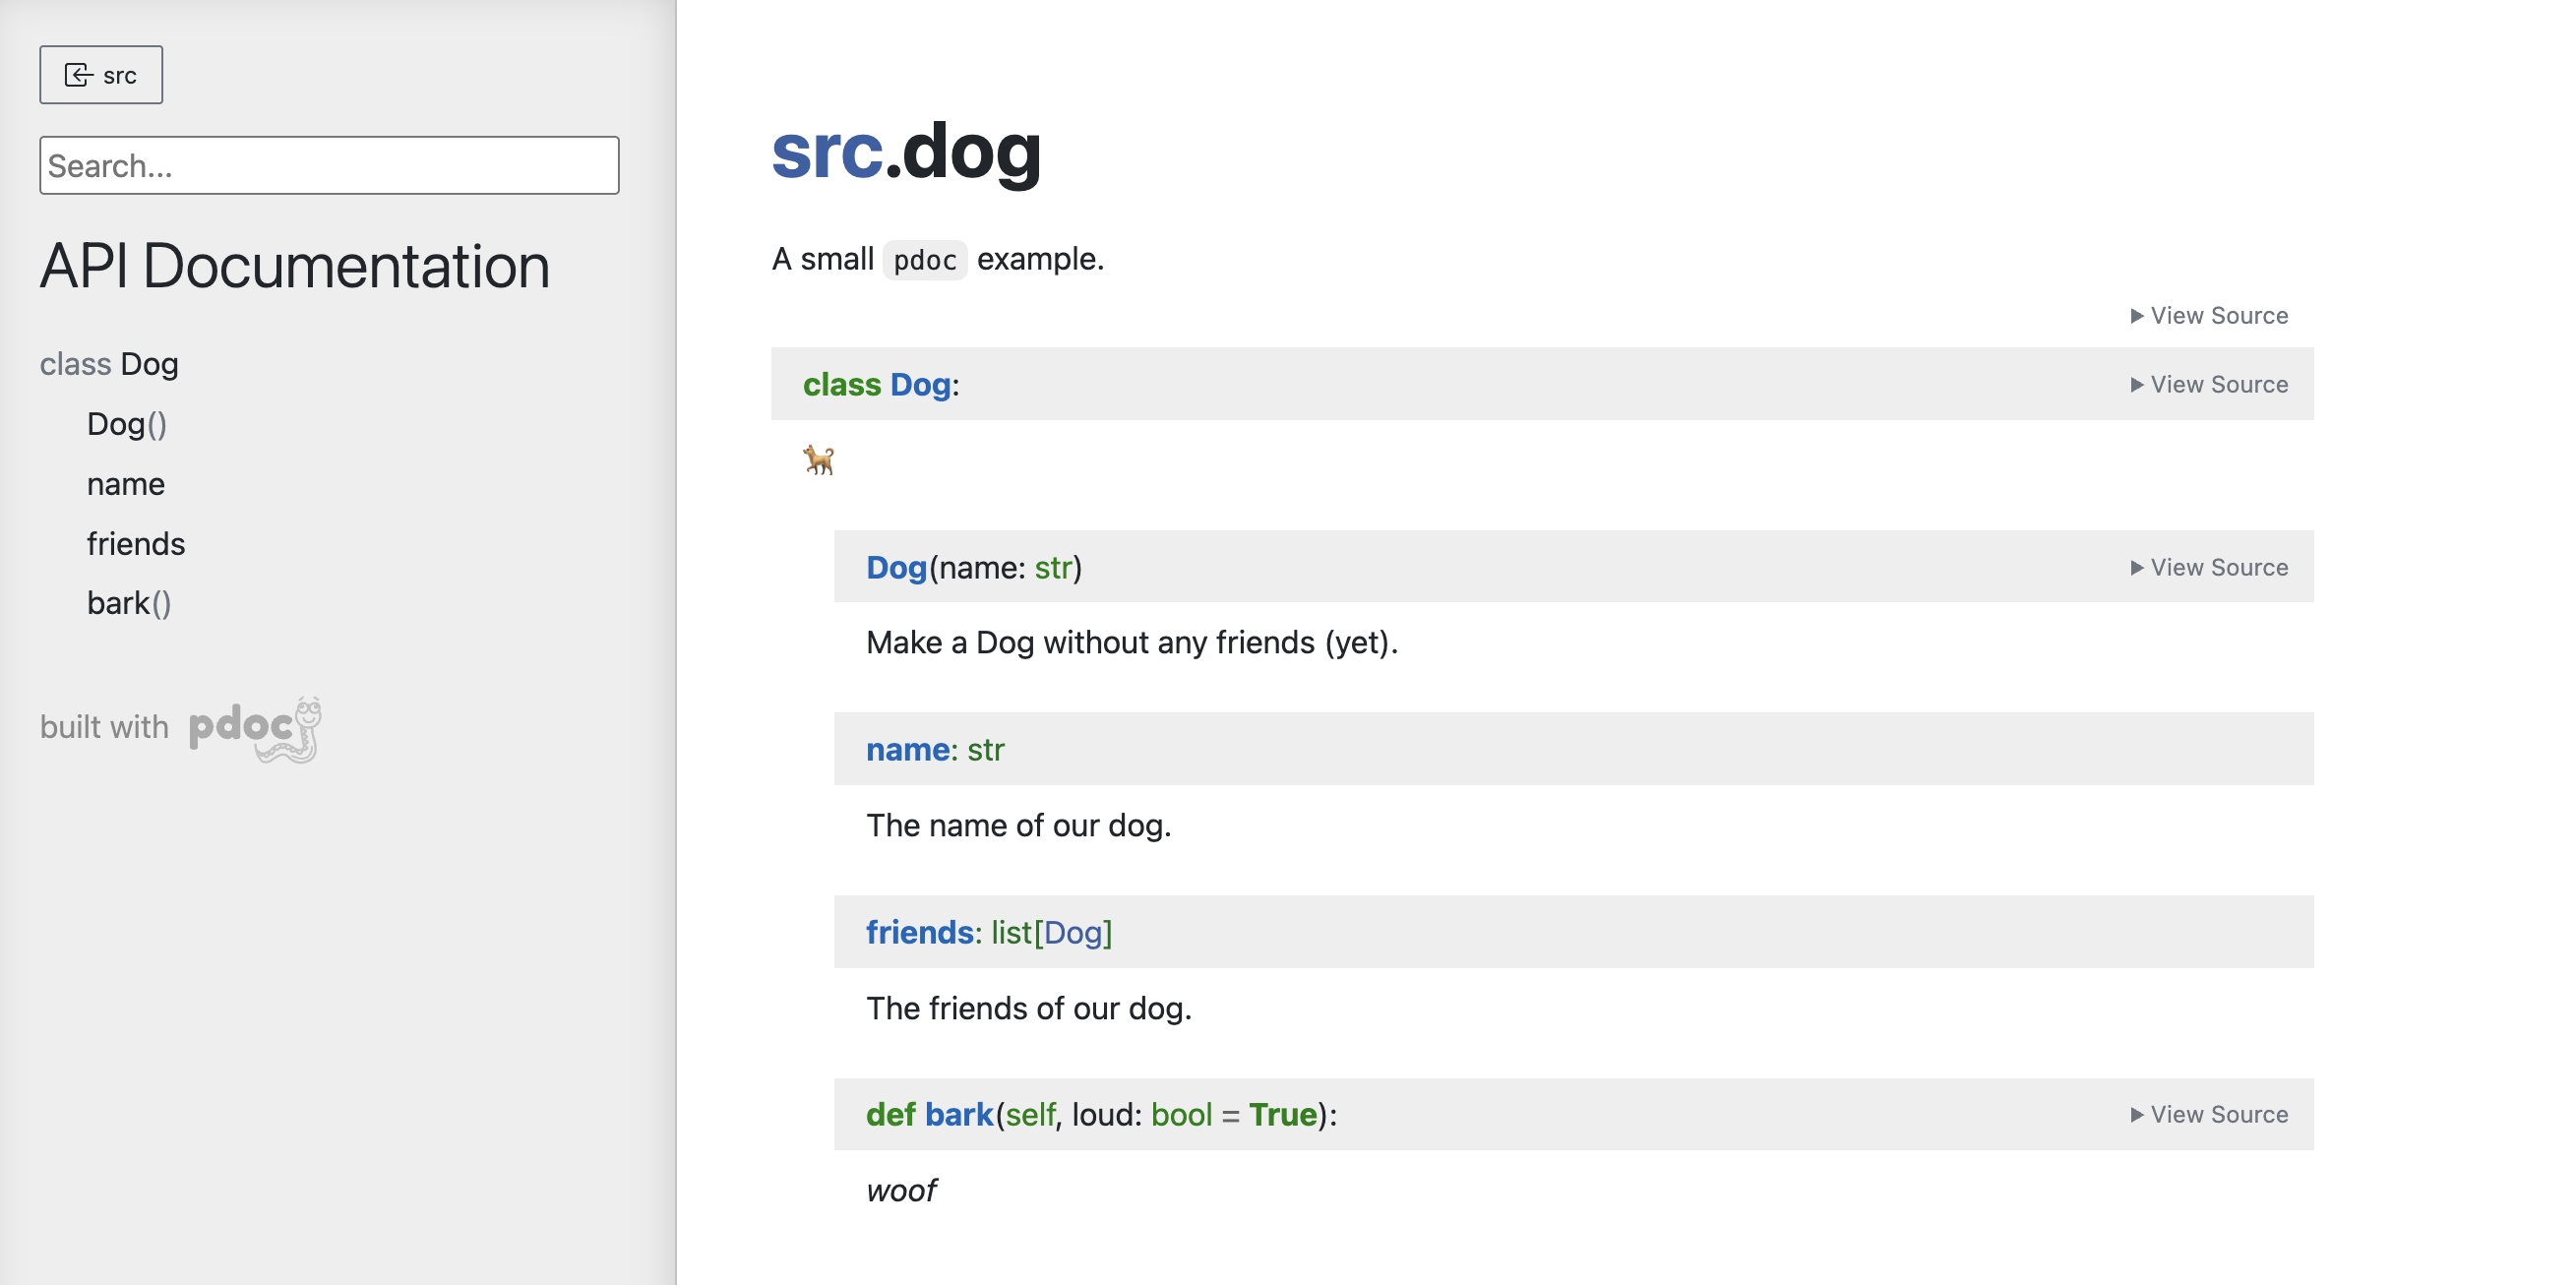 src
Search...
API Documentation
class Dog
Dog()
name
friends
bark()
built with pdoc
src.dog
A small pdoc example.
View Source
class Dog:
View Source
Dog(name: str)
View Source
Make a Dog without any friends (yet).
name: str
The name of our dog.
friends: list[Dog]
The friends of our dog.
def bark(self, loud: bool = True):
View Source
woof